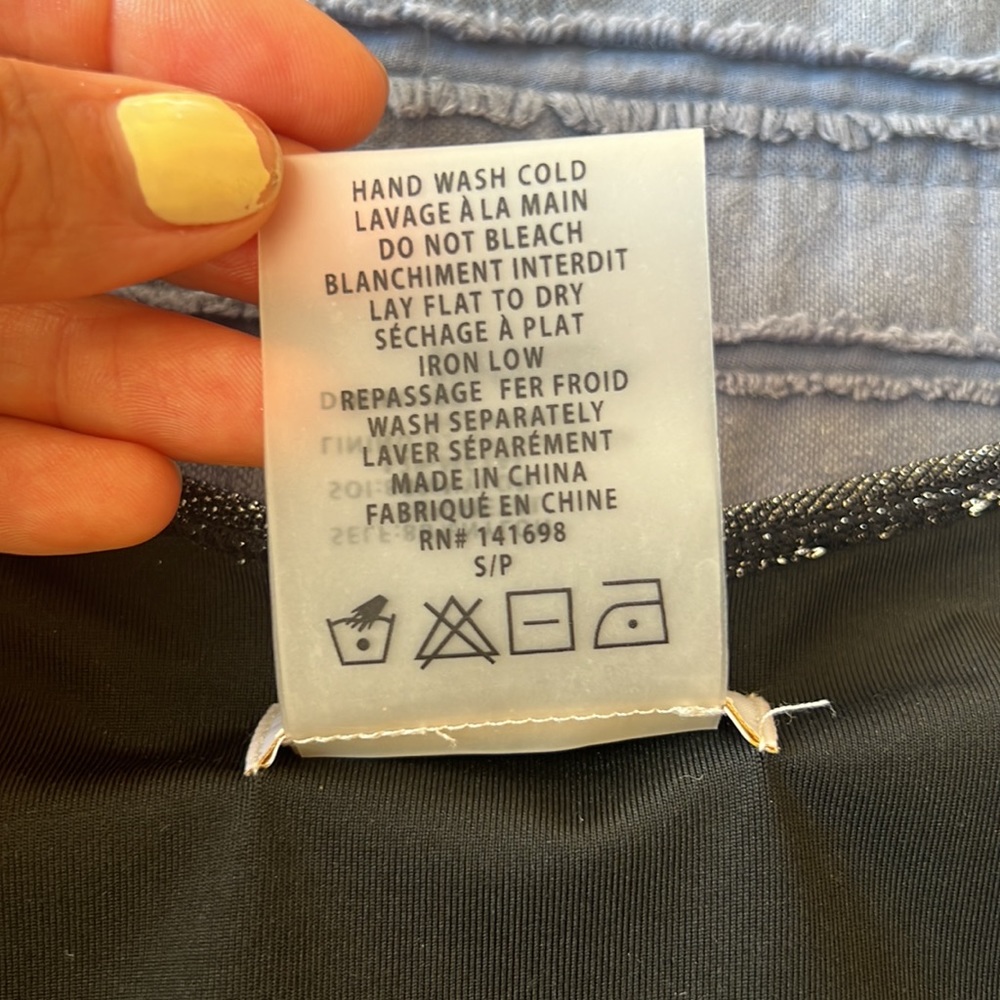 HAND WASH COLD
LAVAGE À LA MAIN
DO NOT BLEACH
BLANCHIMENT INTERDIT
LAY FLAT TO DRY
SÉCHAGE À PLAT
IRON LOW
REPASSAGE FER FROID
WASH SEPARATELY
LAVER SÉPARÉMENT
MADE IN CHINA
FABRIQUÉ EN CHINE
RN# 141698
S/P